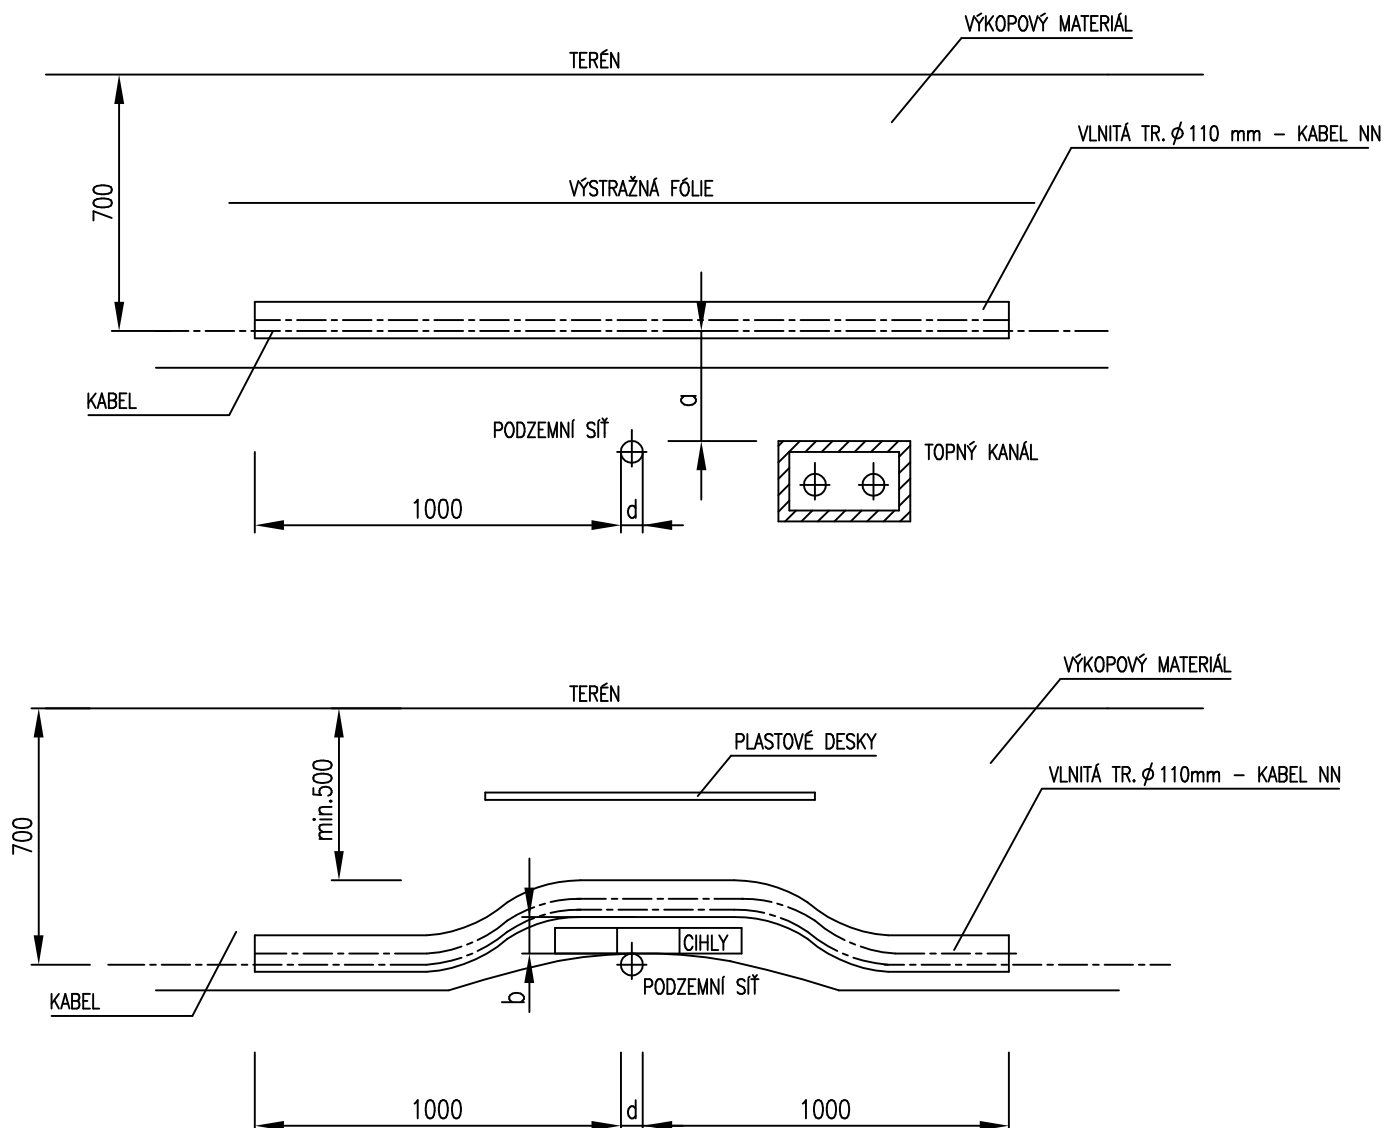 VÝKOPOVÝ MATERIÁL
TERÉN
VLNITÁ TR. ϕ 110 mm – KABEL NN
700
VÝSTRAŽNÁ FÓLIE
KABEL
a
PODZEMNÍ SÍŤ
TOPNÝ KANÁL
1000
d
VÝKOPOVÝ MATERIÁL
TERÉN
PLASTOVÉ DESKY
VLNITÁ TR. ϕ 110mm – KABEL NN
700
min.500
CIHLY
PODZEMNÍ SÍŤ
b
KABEL
1000
d
1000